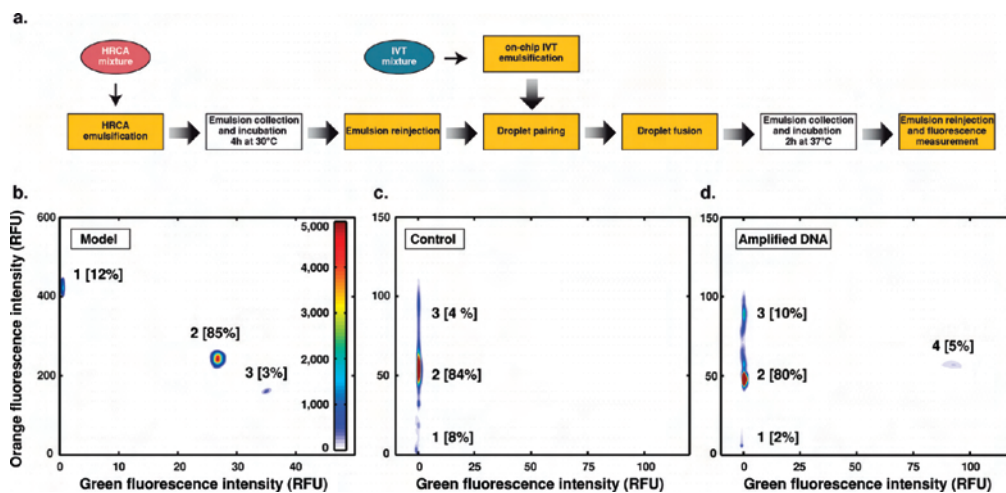 a.
HRCA
mixture
IVT
mixture
on-chip IVT
emulsification
HRCA
emulsification
Emulsion collection
and incubation
4h at 30°C
Emulsion reinjection
Droplet pairing
Droplet fusion
Emulsion collection
and incubation
2h at 37°C
Emulsion reinjection
and fluorescence
measurement
b.
Orange fluorescence intensity (RFU)
600
400
200
0
Model
1 [12%]
2 [85%]
3 [3%]
5,000
4,000
3,000
2,000
1,000
0
0 10 20 30 40
Green fluorescence intensity (RFU)
c.
150
100
50
0
Control
3 [4 %]
2 [84%]
1 [8%]
0 25 50 75 100
Green fluorescence intensity (RFU)
d.
150
100
50
0
Amplified DNA
3 [10%]
4 [5%]
2 [80%]
1 [2%]
0 25 50 75 100
Green fluorescence intensity (RFU)